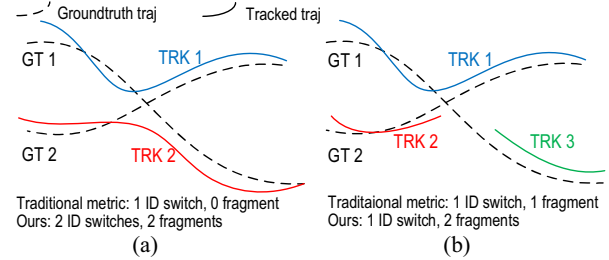 Groundtruth traj Tracked traj
GT 1 TRK 1
GT 2 TRK 2
Traditional metric: 1 ID switch, 0 fragment
Ours: 2 ID switches, 2 fragments
(a)
GT 1 TRK 1
GT 2 TRK 2 TRK 3
Traditaional metric: 1 ID switch, 1 fragment
Ours: 1 ID switch, 2 fragments
(b)